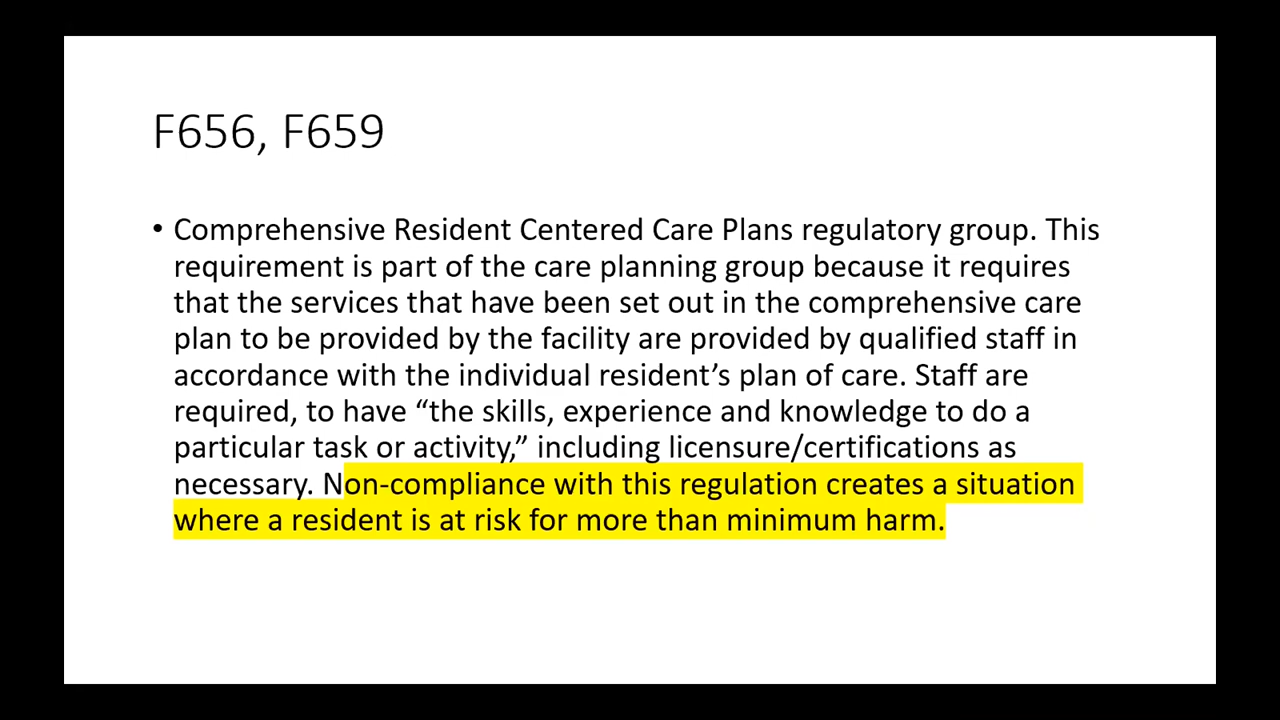 F656, F659
• Comprehensive Resident Centered Care Plans regulatory group. This
requirement is part of the care planning group because it requires
that the services that have been set out in the comprehensive care
plan to be provided by the facility are provided by qualified staff in
accordance with the individual resident’s plan of care. Staff are
required, to have “the skills, experience and knowledge to do a
particular task or activity,” including licensure/certifications as
necessary. Non-compliance with this regulation creates a situation
where a resident is at risk for more than minimum harm.